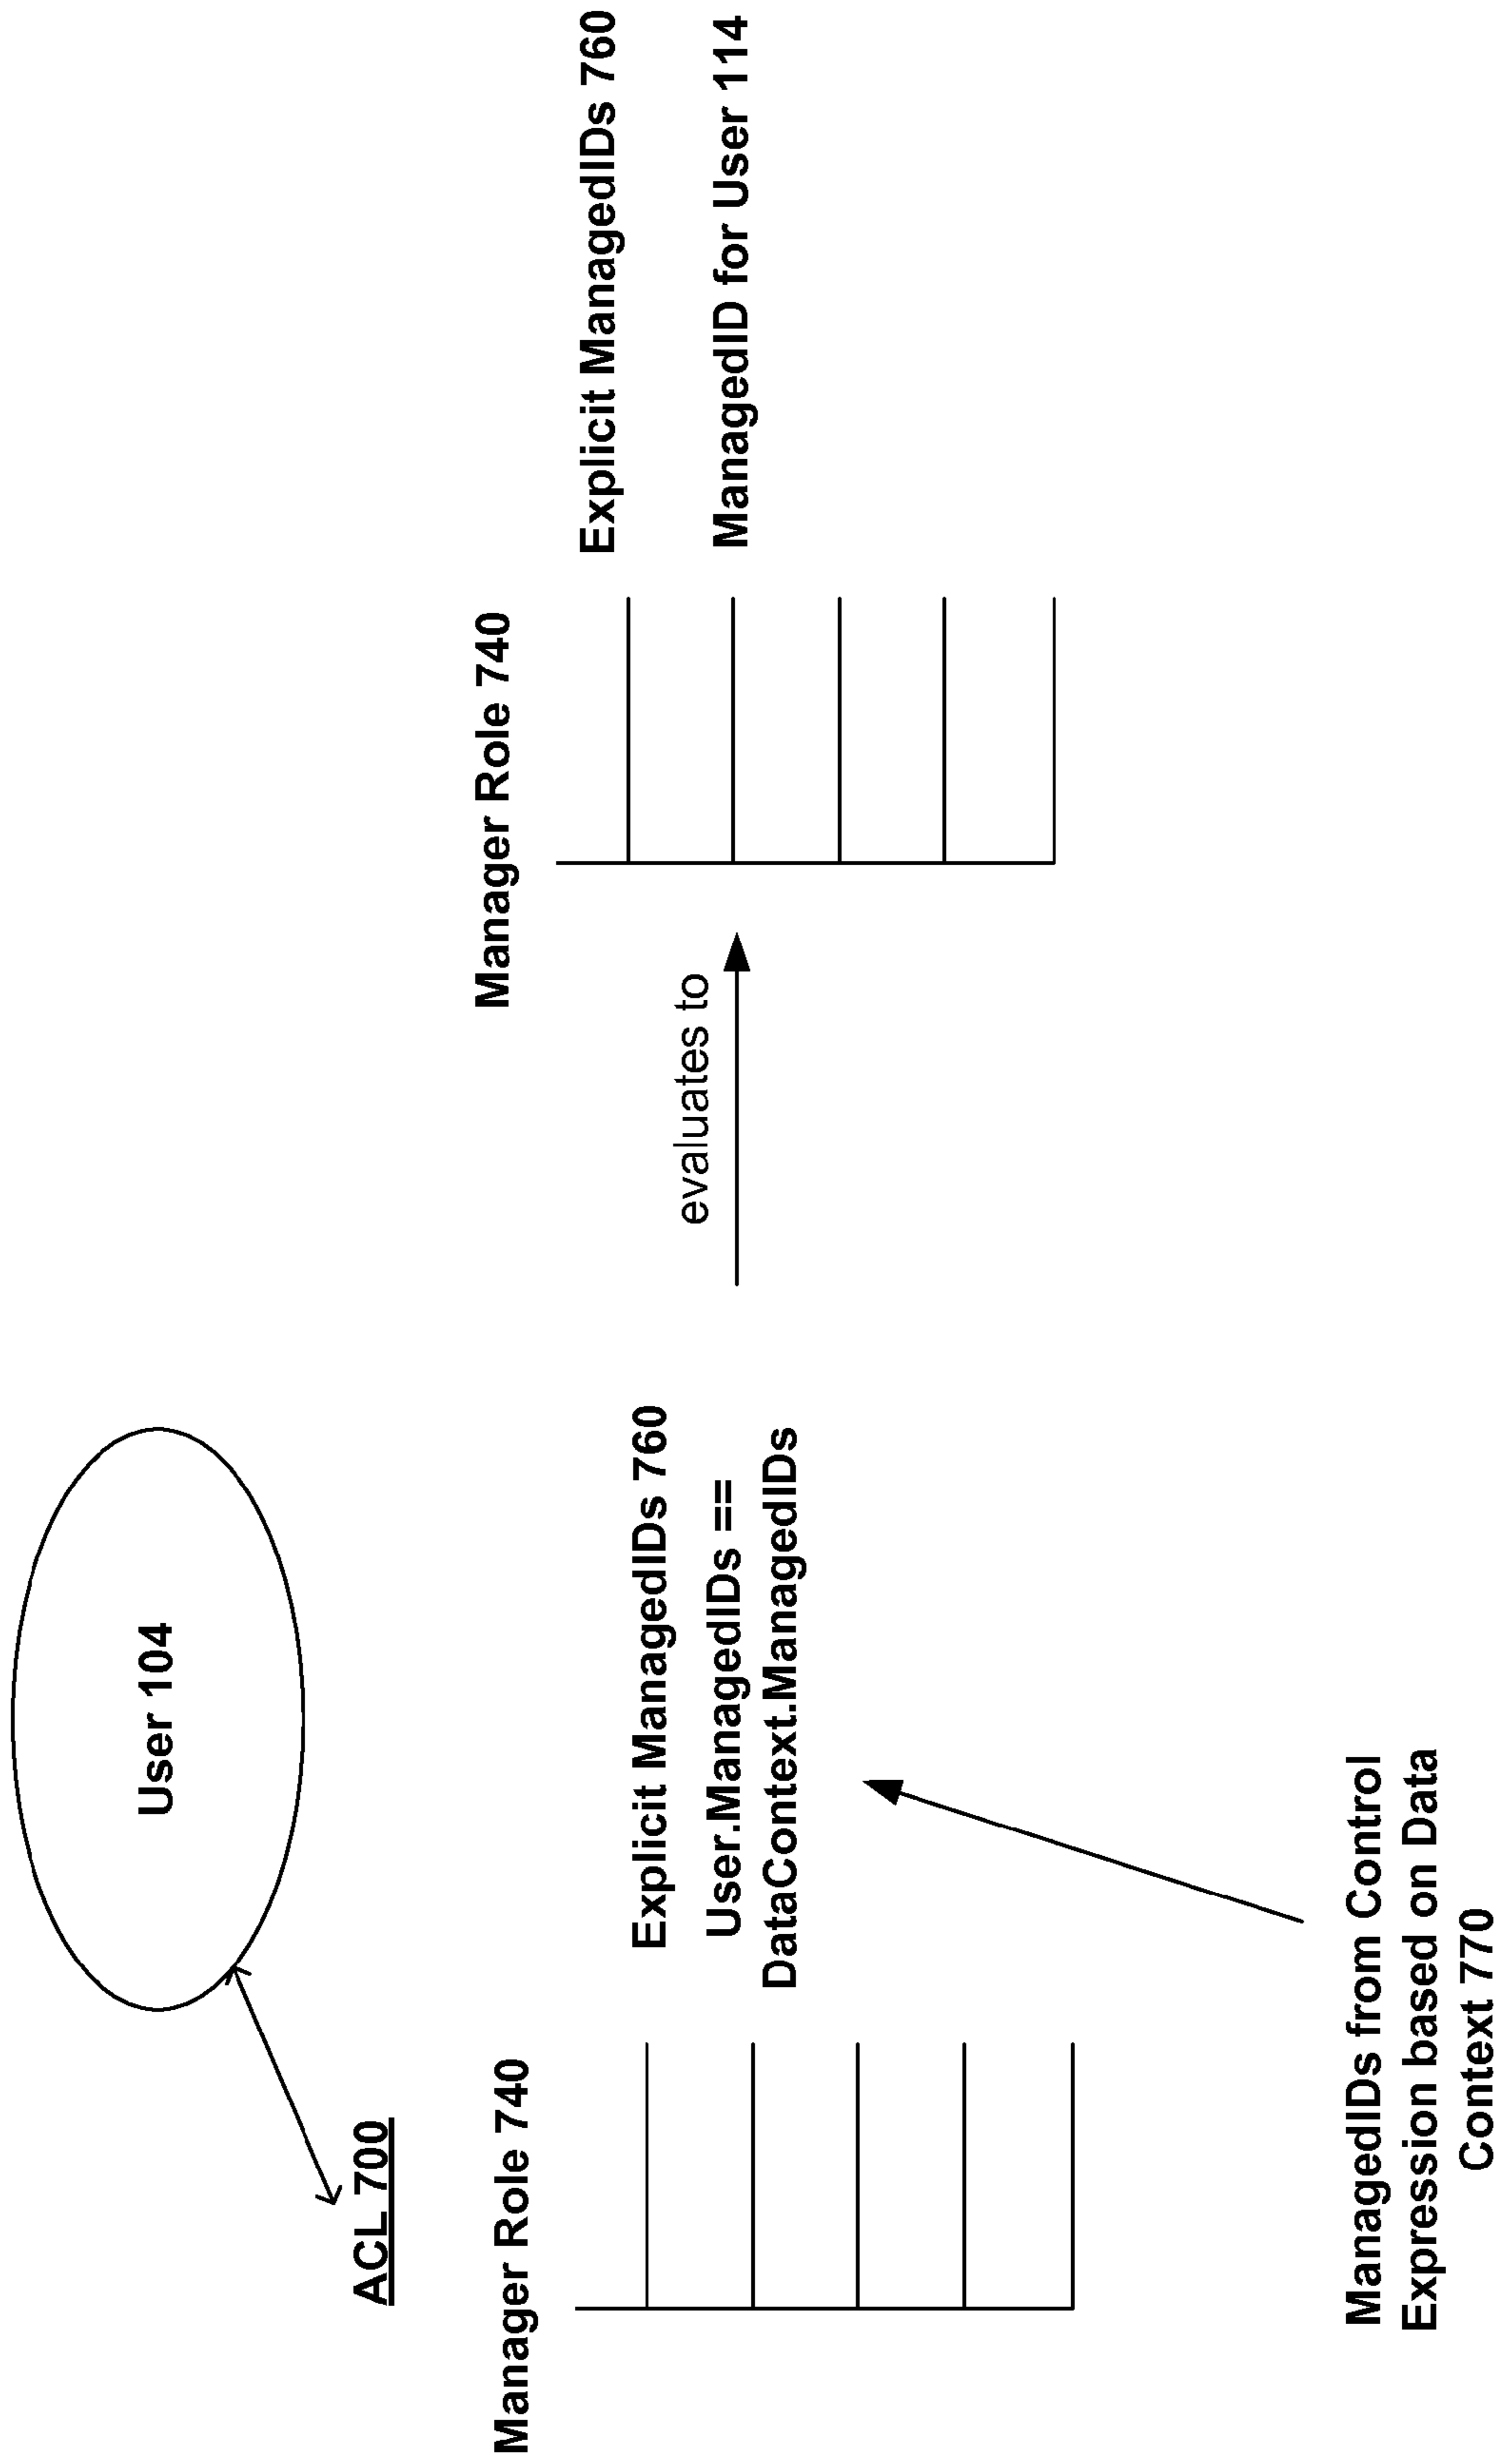 User 104
ACL 700
Manager Role 740
Explicit ManagedIDs 760
User.ManagedIDs ==
DataContext.ManagedIDs
ManagedIDs from Control
Expression based on Data
Context 770
evaluates to
Manager Role 740
Explicit ManagedIDs 760
ManagedID for User 114